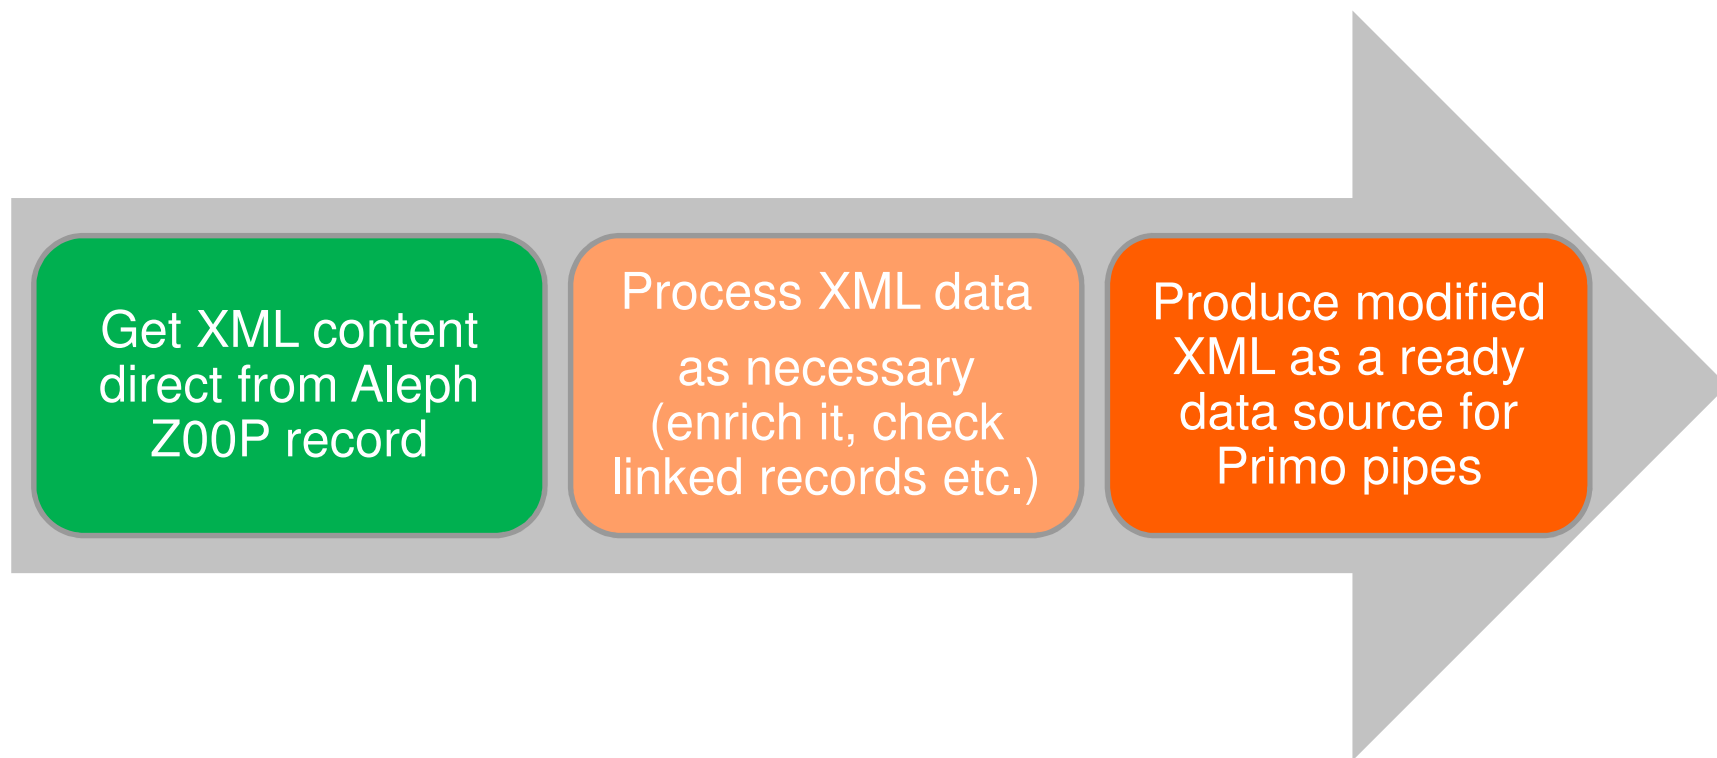 Get XML content
direct from Aleph
Z00P record
Process XML data
as necessary
(enrich it, check
linked records etc.)
Produce modified
XML as a ready
data source for
Primo pipes